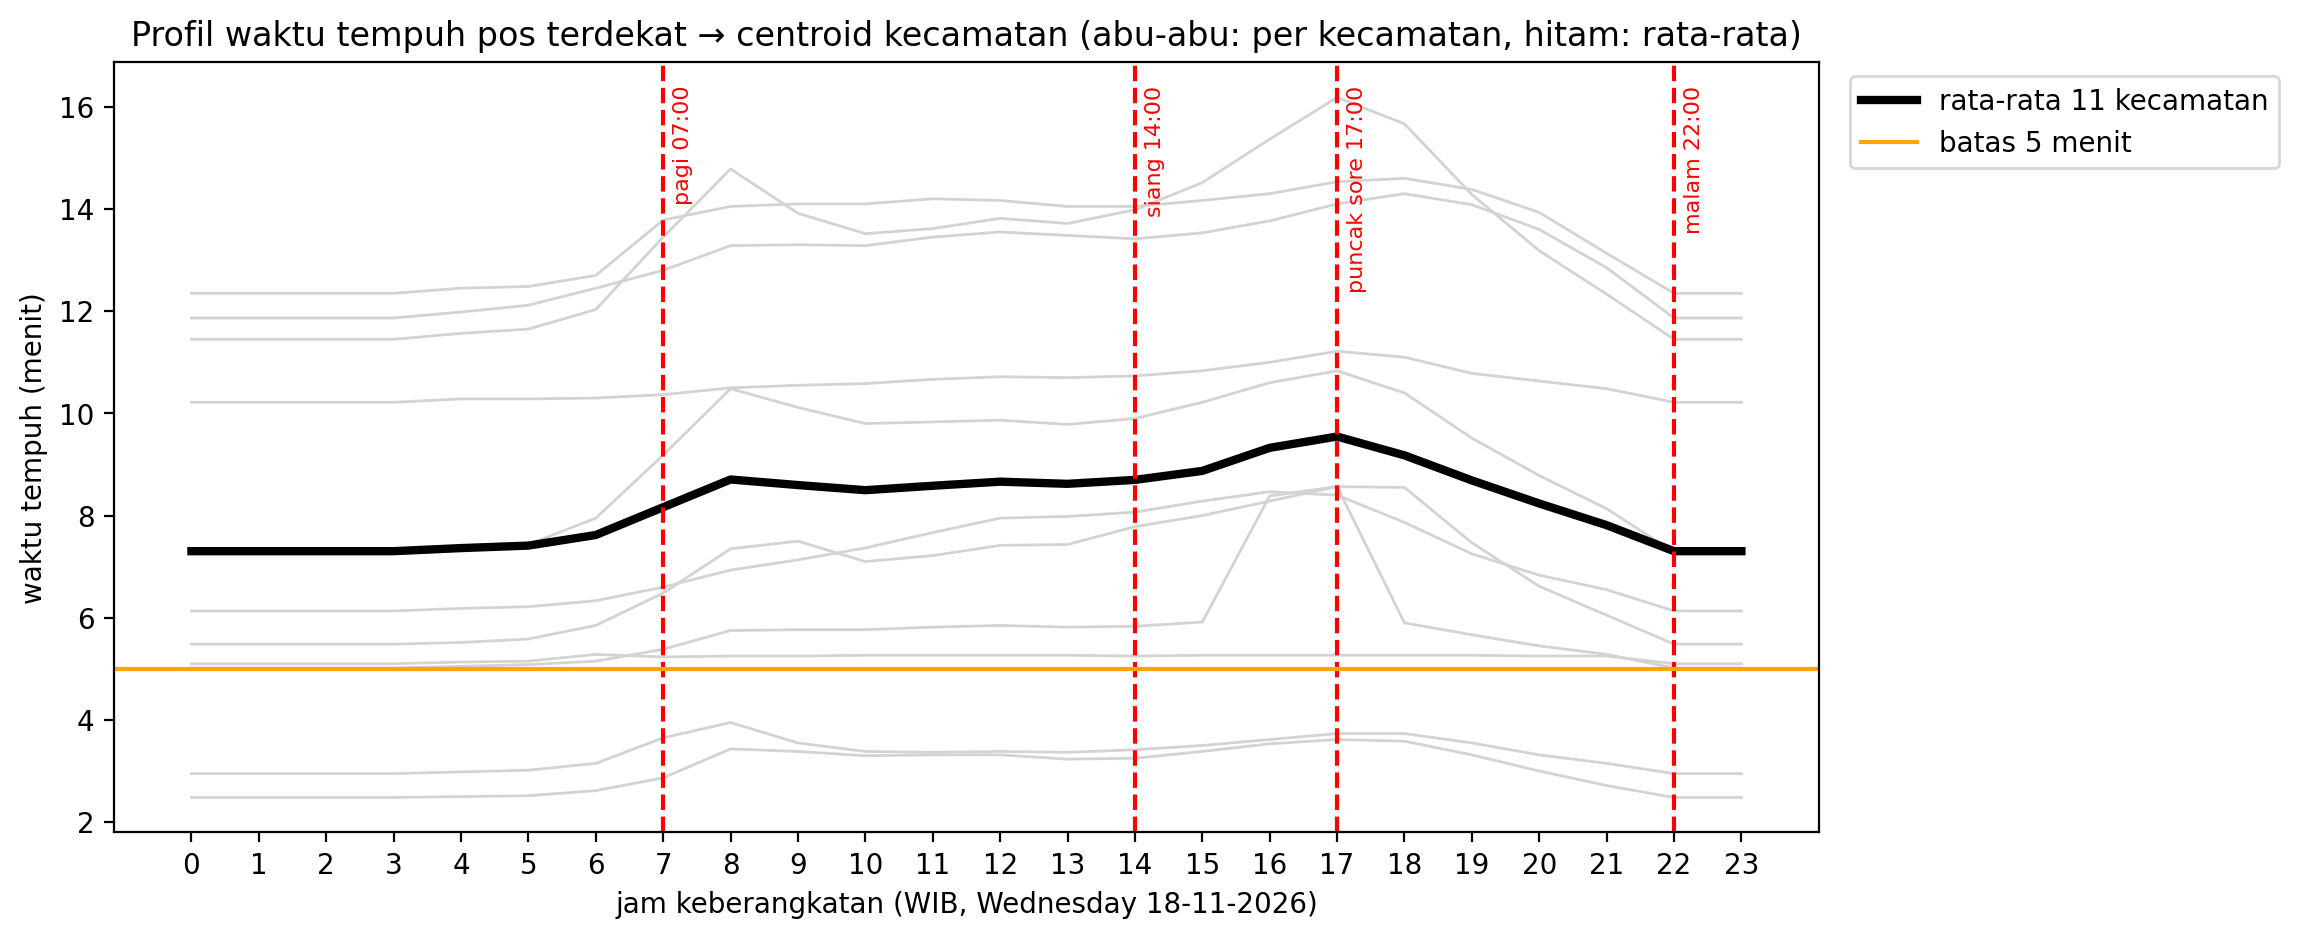 Profil waktu tempuh pos terdekat → centroid kecamatan (abu-abu: per kecamatan, hitam: rata-rata)
rata-rata 11 kecamatan
batas 5 menit
pagi 07:00
siang 14:00
puncak sore 17:00
malam 22:00
waktu tempuh (menit)
16
14
12
10
8
6
4
2
0 1 2 3 4 5 6 7 8 9 10 11 12 13 14 15 16 17 18 19 20 21 22 23
jam keberangkatan (WIB, Wednesday 18-11-2026)